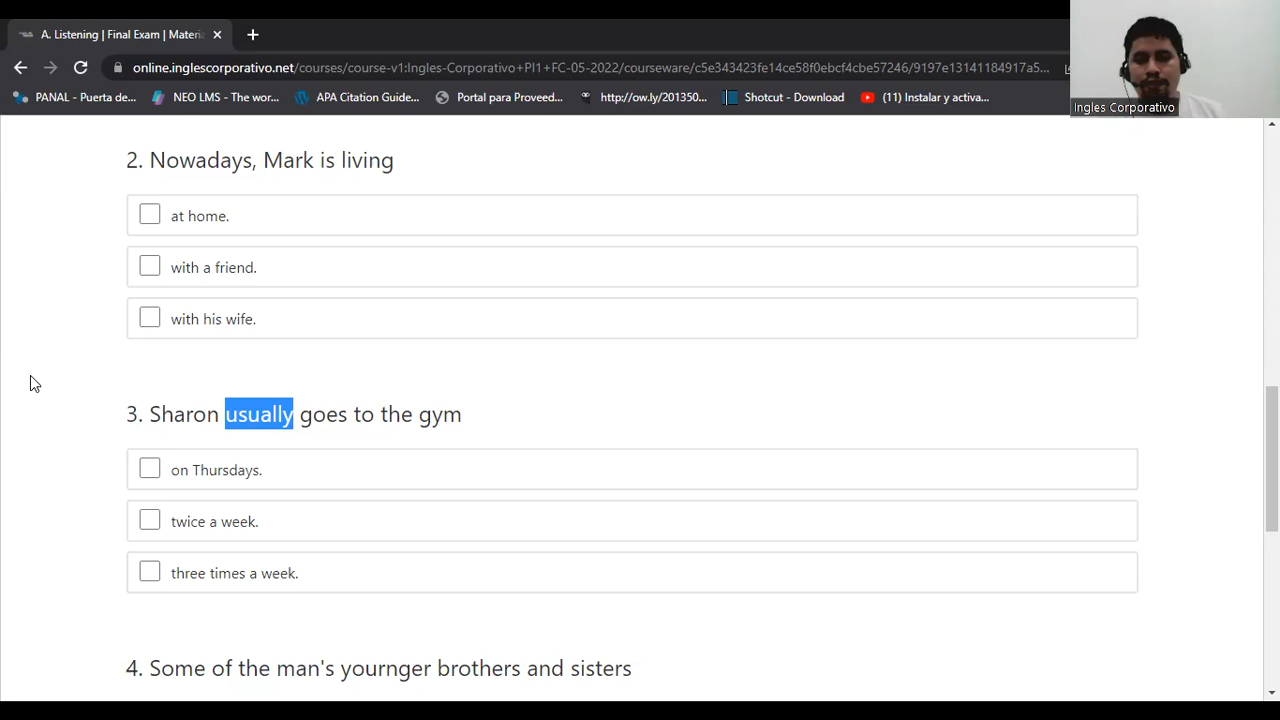 A. Listening | Final Exam | Materi
online.inglescorporativo.net/courses/course-v1:Ingles-Corporativo+PI1+FC-05-2022/courseware/c5e343423fe14ce58f0ebcf4cbe57246/9197e13141184917a5...
PANAL - Puerta de... NEO LMS - The wor... APA Citation Guide... Portal para Proveed... http://ow.ly/201350... Shotcut - Download (11) Instalar y activa...
Ingles Corporativo
2. Nowadays, Mark is living
at home.
with a friend.
with his wife.
3. Sharon usually goes to the gym
on Thursdays.
twice a week.
three times a week.
4. Some of the man's yournger brothers and sisters